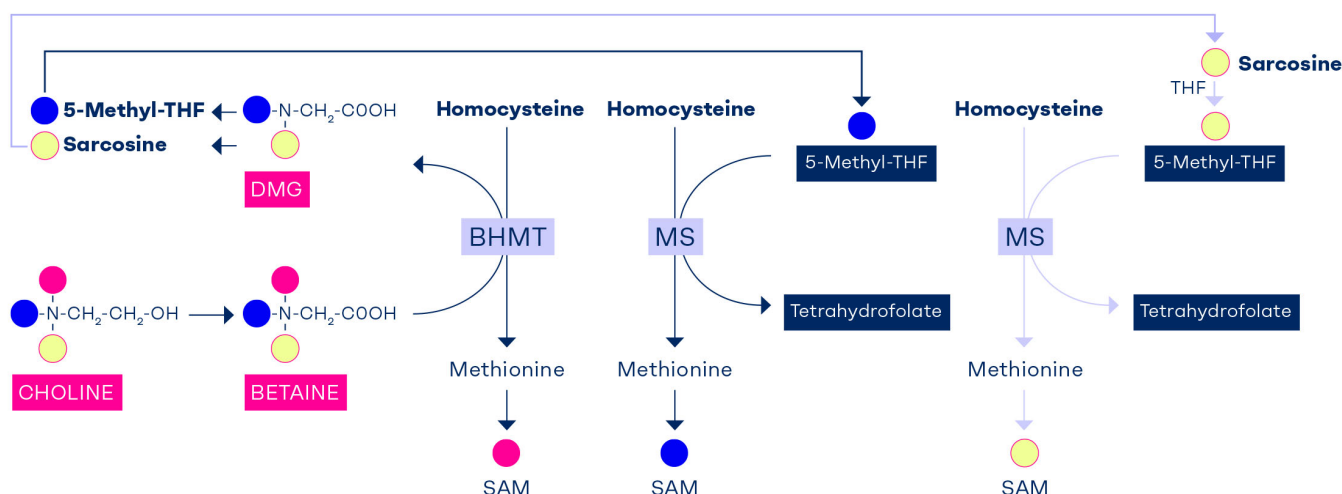 Sarcosine
THF
5-Methyl-THF
-N-CH₂-COOH
Sarcosine
DMG
Homocysteine
Homocysteine
5-Methyl-THF
Homocysteine
5-Methyl-THF
BHMT
MS
MS
-N-CH₂-CH₂-OH
-N-CH₂-COOH
Tetrahydrofolate
Tetrahydrofolate
CHOLINE
BETAINE
Methionine
Methionine
Methionine
SAM
SAM
SAM